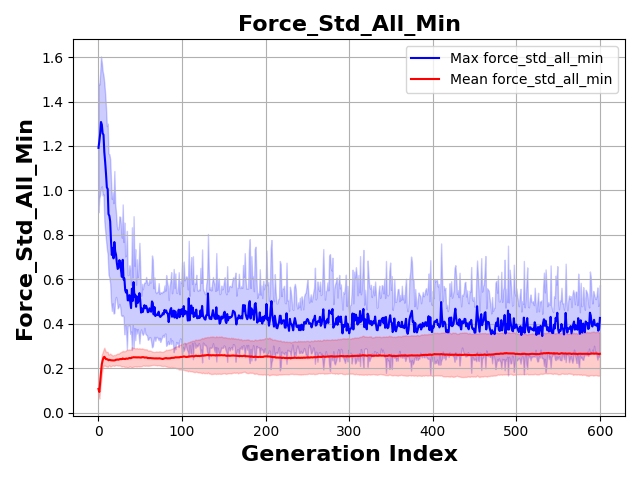 Force_Std_All_Min
Max force_std_all_min
Mean force_std_all_min
Force_Std_All_Min
1.6
1.4
1.2
1.0
0.8
0.6
0.4
0.2
0.0
0 100 200 300 400 500 600
Generation Index